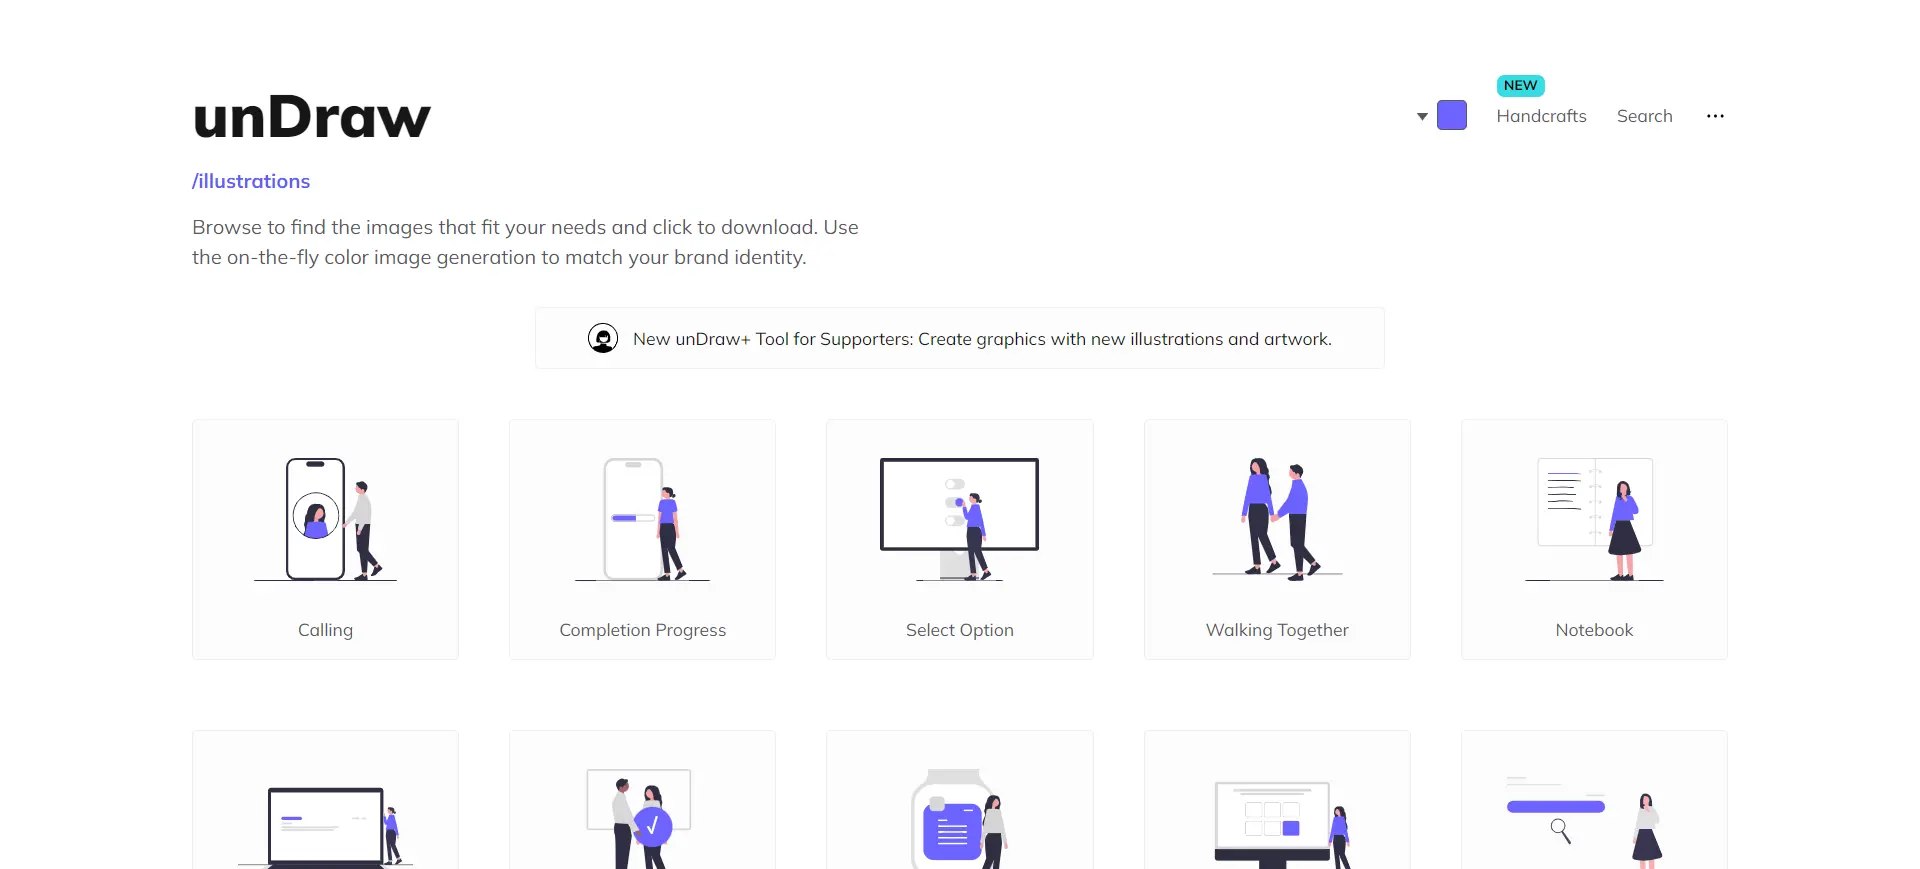 unDraw
NEW
Handcrafts
Search
/illustrations
Browse to find the images that fit your needs and click to download. Use
the on-the-fly color image generation to match your brand identity.
New unDraw+ Tool for Supporters: Create graphics with new illustrations and artwork.
Calling
Completion Progress
Select Option
Walking Together
Notebook